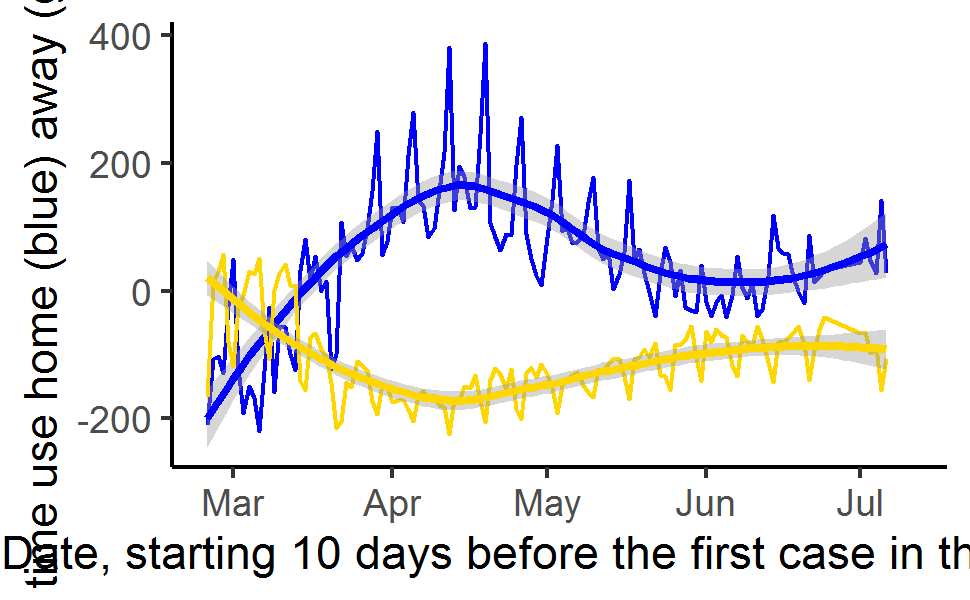 time use home (blue) away (
400
200
0
-200
Mar Apr May Jun Jul
Date, starting 10 days before the first case in th